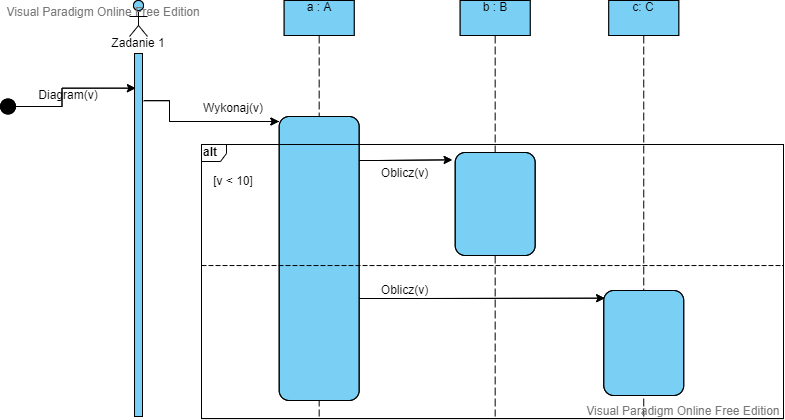 Visual Paradigm Online Free Edition
a : A
b : B
c: C
Zadanie 1
Diagram(v)
Wykonaj(v)
alt
Oblicz(v)
[v < 10]
Oblicz(v)
Visual Paradigm Online Free Edition